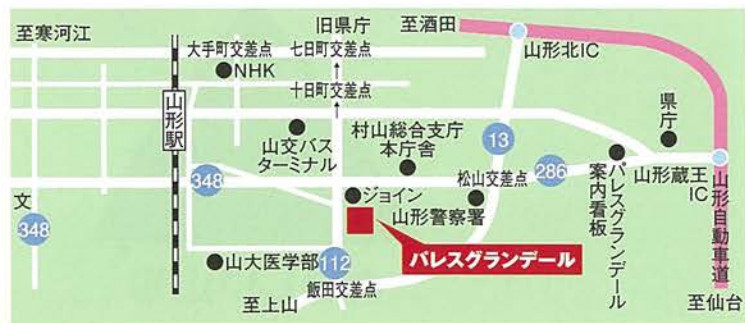 至寒河江
旧県庁
至酒田
大手町交差点
七日町交差点
山形北IC
NHK
十日町交差点
山形駅
県庁
山交バス
ターミナル
村山総合支庁
本庁舎
13
348
松山交差点
286
パレスグランデール
案内看板
山形蔵王
IC
ジョイン
山形警察署
文
348
山形自動車道
パレスグランデール
山大医学部
112
飯田交差点
至上山
至仙台